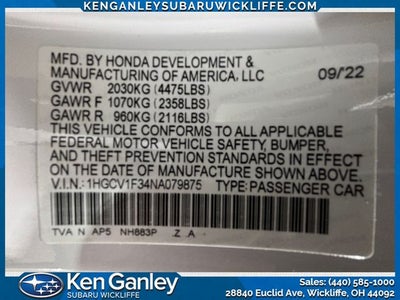 KENGANLEYSUBARUWICKLIFFE.COM
MFD. BY HONDA DEVELOPMENT &
MANUFACTURING OF AMERICA, LLC 09/22
GVWR 2030KG (4475LBS)
GAWR F 1070KG (2358LBS)
GAWR R 960KG (2116LBS)
THIS VEHICLE CONFORMS TO ALL APPLICABLE
FEDERAL MOTOR VEHICLE SAFETY, BUMPER,
AND THEFT PREVENTION STANDARDS IN EFFECT
ON THE DATE OF MANUFACTURE SHOWN ABOVE.
V.I.N.: 1HGCV1F34NA079875 TYPE: PASSENGER CAR
TVA N AP5 NH883P Z A
SUBARU
Ken Ganley
SUBARU WICKLIFFE
Sales: (440) 585-1000
28840 Euclid Ave, Wickliffe, OH 44092